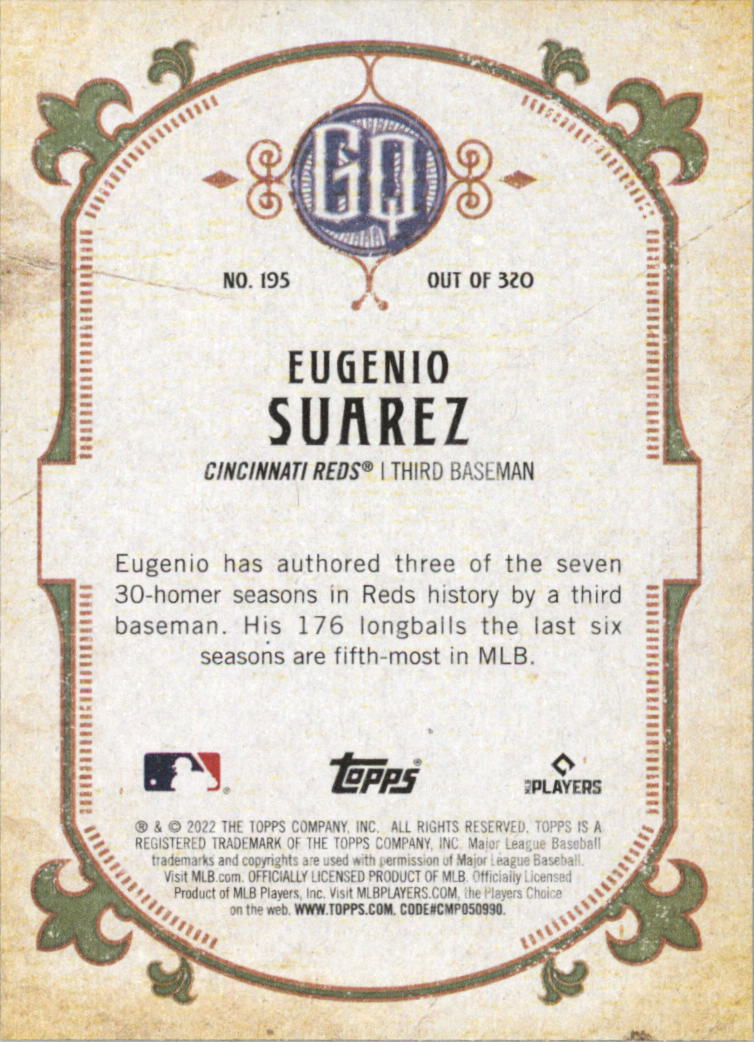 GQ
NO. 195 OUT OF 320
EUGENIO
SUAREZ
CINCINNATI REDS® | THIRD BASEMAN
Eugenio has authored three of the seven
30-homer seasons in Reds history by a third
baseman. His 176 longballs the last six
seasons are fifth-most in MLB.
topps® PLAYERS
® & © 2022 THE TOPPS COMPANY, INC. ALL RIGHTS RESERVED. TOPPS IS A
REGISTERED TRADEMARK OF THE TOPPS COMPANY, INC. Major League Baseball
trademarks and copyrights are used with permission of Major League Baseball.
Visit MLB.com. OFFICIALLY LICENSED PRODUCT OF MLB. Officially Licensed
Product of MLB Players, Inc. Visit MLBPLAYERS.COM, the Players Choice
on the web. WWW.TOPPS.COM. CODE#CMP050990.